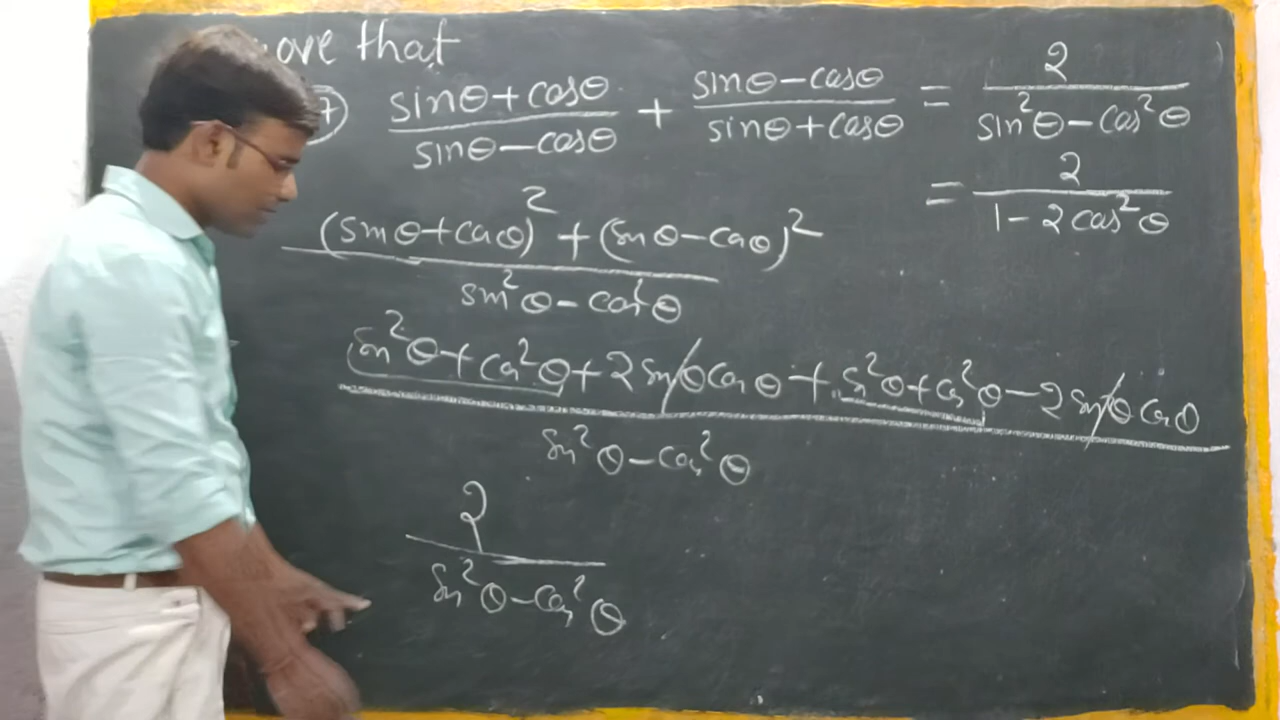 ove that
7) sinθ+cosθ/sinθ−cosθ + sinθ−cosθ/sinθ+cosθ = 2/sin²θ−cos²θ
= 2/1−2cos²θ
(sinθ+cosθ)² + (sinθ−cosθ)²/sin²θ−cos²θ
sin²θ+cos²θ+2sinθcosθ+sin²θ+cos²θ−2sinθcosθ/sin²θ−cos²θ
2/sin²θ−cos²θ